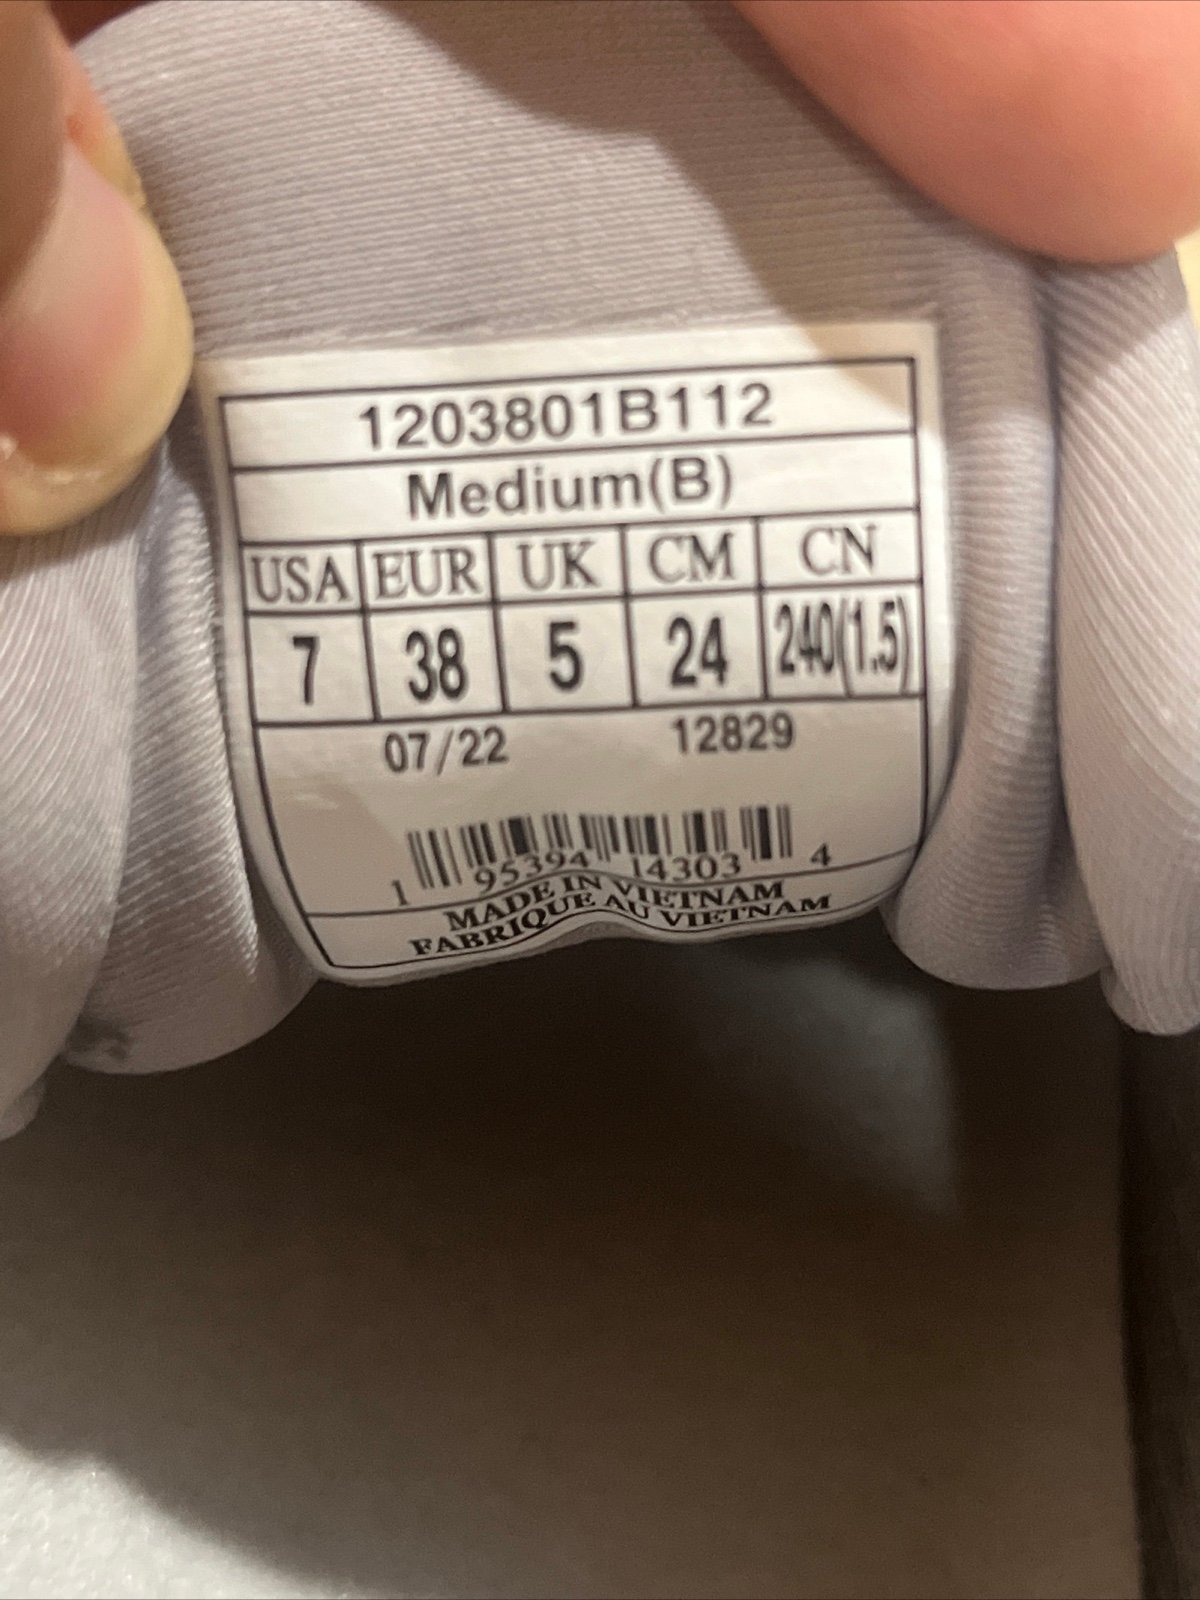 1203801B112
Medium(B)
USA EUR UK CM CN
7 38 5 24 240(1.5)
07/22 12829
1 95394 14303 4
MADE IN VIETNAM
FABRIQUE AU VIETNAM